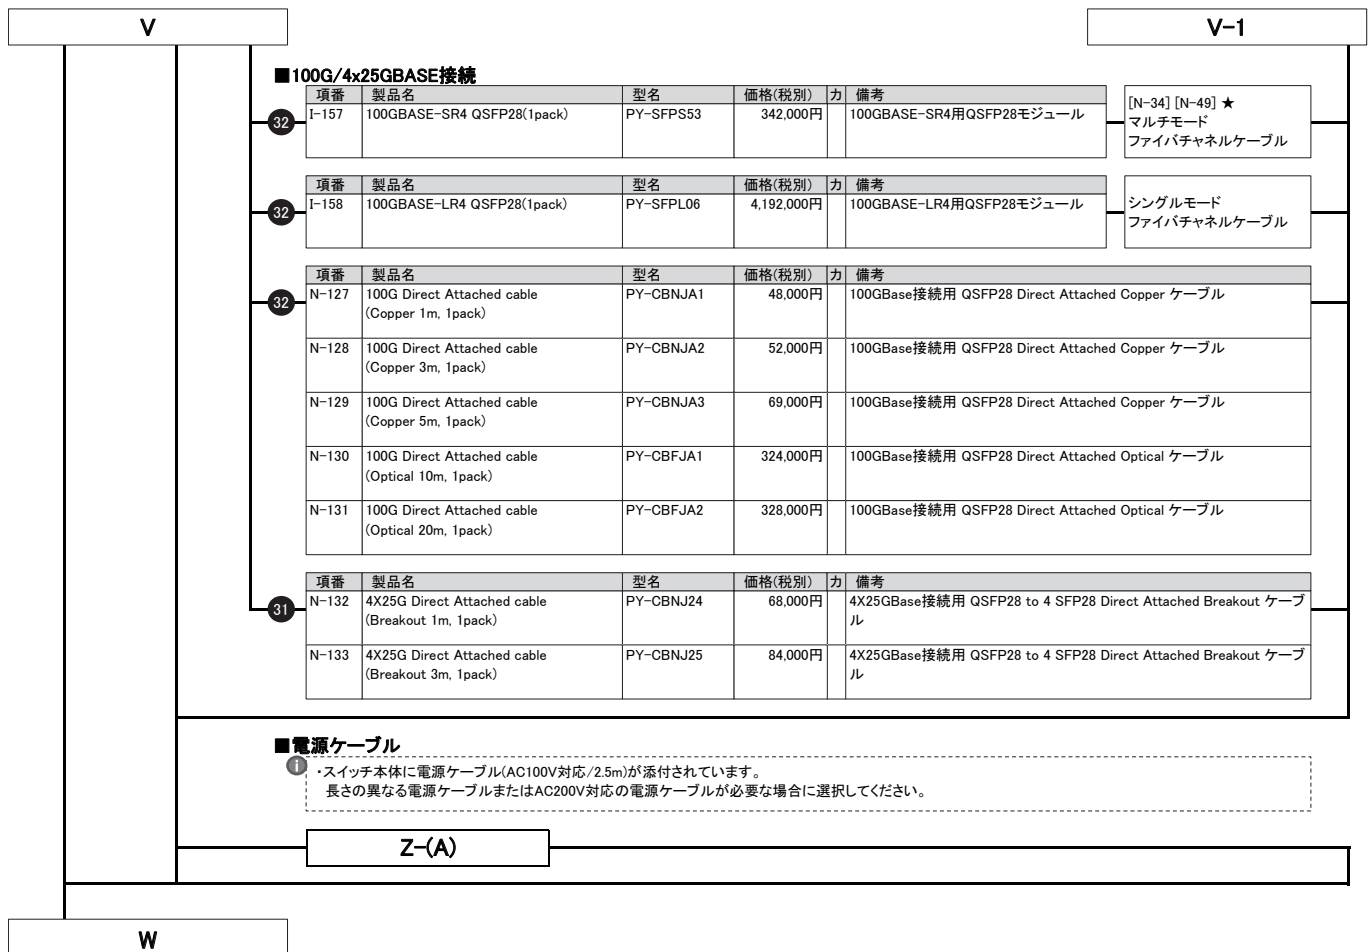 V
V-1
■100G/4x25GBASE接続
項番 製品名 型名 価格(税別) カ 備考
32 I-157 100GBASE-SR4 QSFP28(1pack) PY-SFPS53 342,000円 100GBASE-SR4用QSFP28モジュール
[N-34] [N-49] ★
マルチモード
ファイバチャネルケーブル
項番 製品名 型名 価格(税別) カ 備考
32 I-158 100GBASE-LR4 QSFP28(1pack) PY-SFPL06 4,192,000円 100GBASE-LR4用QSFP28モジュール
シングルモード
ファイバチャネルケーブル
項番 製品名 型名 価格(税別) カ 備考
32 N-127 100G Direct Attached cable PY-CBNJA1 48,000円 100GBase接続用 QSFP28 Direct Attached Copper ケーブル
(Copper 1m, 1pack)
N-128 100G Direct Attached cable PY-CBNJA2 52,000円 100GBase接続用 QSFP28 Direct Attached Copper ケーブル
(Copper 3m, 1pack)
N-129 100G Direct Attached cable PY-CBNJA3 69,000円 100GBase接続用 QSFP28 Direct Attached Copper ケーブル
(Copper 5m, 1pack)
N-130 100G Direct Attached cable PY-CBFJA1 324,000円 100GBase接続用 QSFP28 Direct Attached Optical ケーブル
(Optical 10m, 1pack)
N-131 100G Direct Attached cable PY-CBFJA2 328,000円 100GBase接続用 QSFP28 Direct Attached Optical ケーブル
(Optical 20m, 1pack)
項番 製品名 型名 価格(税別) カ 備考
31 N-132 4X25G Direct Attached cable PY-CBNJ24 68,000円 4X25GBase接続用 QSFP28 to 4 SFP28 Direct Attached Breakout ケーブ
(Breakout 1m, 1pack) ル
N-133 4X25G Direct Attached cable PY-CBNJ25 84,000円 4X25GBase接続用 QSFP28 to 4 SFP28 Direct Attached Breakout ケーブ
(Breakout 3m, 1pack) ル
■電源ケーブル
i ・スイッチ本体に電源ケーブル(AC100V対応/2.5m)が添付されています。
長さの異なる電源ケーブルまたはAC200V対応の電源ケーブルが必要な場合に選択してください。
Z-(A)
W